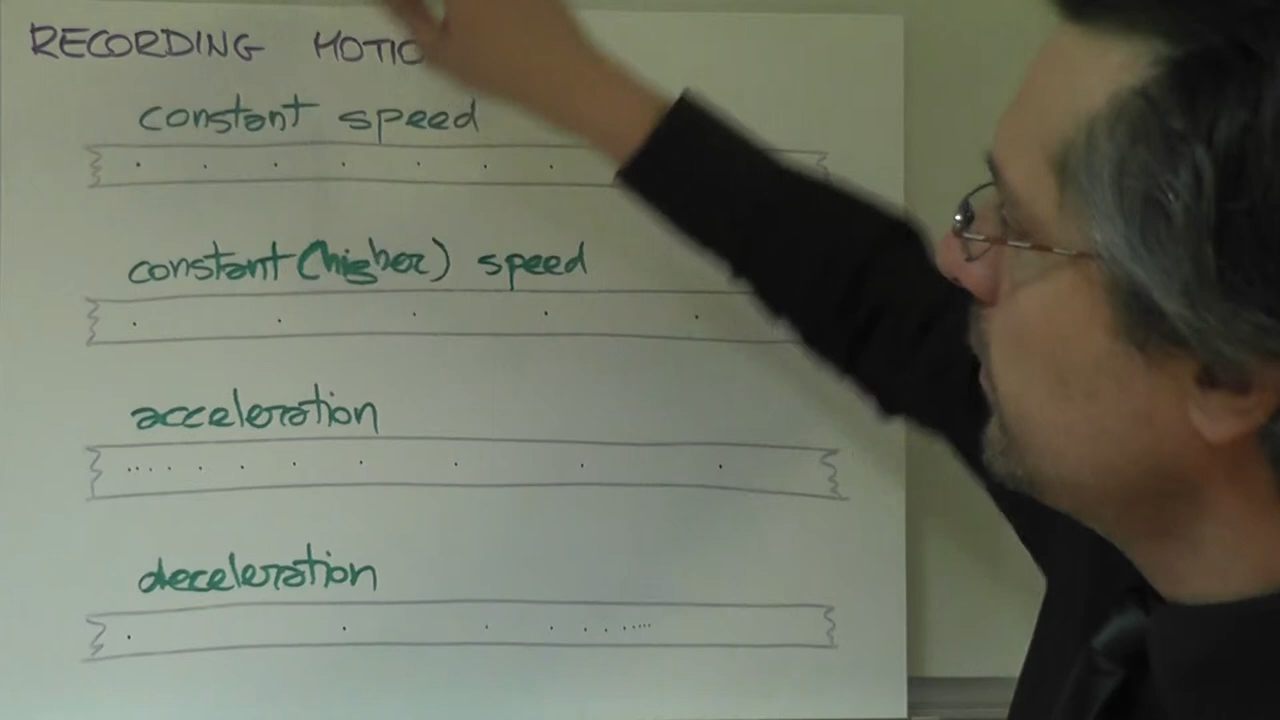 RECORDING MOTIO
constant speed
constant (higher) speed
acceleration
deceleration